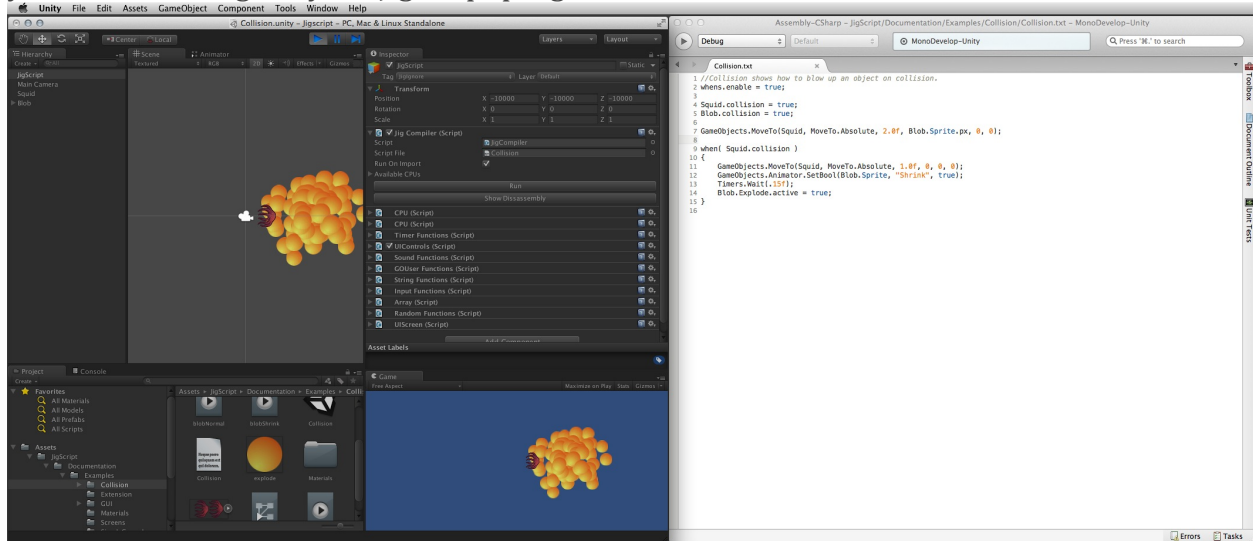 Unity File Edit Assets GameObject Component Tools Window Help
Collision.unity – Jigscript – PC, Mac & Linux Standalone
Center Local
Layers
Layout
Hierarchy
Create
JigScript
Main Camera
Squid
Blob
Scene
Animator
Textured
RGB
2D
Effects
Gizmos
Inspector
JigScript
Static
Tag
Layer Default
Transform
Position X -10000 Y -10000 Z -10000
Rotation X 0 Y 0 Z 0
Scale X 1 Y 1 Z 1
Jig Compiler (Script)
Script JigCompiler
Script File Collision
Run On Import
Available CPUs
Run
Show Dissassembly
CPU (Script)
CPU (Script)
Timer Functions (Script)
UIControls (Script)
Sound Functions (Script)
GOUser Functions (Script)
String Functions (Script)
Input Functions (Script)
Array (Script)
Random Functions (Script)
UIScreen (Script)
Add Component
Asset Labels
Project
Console
Create
Favorites
All Materials
All Models
All Prefabs
All Scripts
Assets
JigScript
Documentation
Examples
Collision
Extension
GUI
Materials
Screens
Assets JigScript Documentation Examples Colli
blobNormal
blobShrink
Collision
Collision
explode
Materials
Game
Free Aspect
Maximize on Play Stats Gizmos
Assembly-CSharp – JigScript/Documentation/Examples/Collision/Collision.txt – MonoDevelop-Unity
Debug
Default
MonoDevelop-Unity
Press '⌘.' to search
Collision.txt ×
1 //Collision shows how to blow up an object on collision.
2 whens.enable = true;
3
4 Squid.collision = true;
5 Blob.collision = true;
6
7 GameObjects.MoveTo(Squid, MoveTo.Absolute, 2.0f, Blob.Sprite.px, 0, 0);
8
9 when( Squid.collision )
10 {
11 GameObjects.MoveTo(Squid, MoveTo.Absolute, 1.0f, 0, 0, 0);
12 GameObjects.Animator.SetBool(Blob.Sprite, "Shrink", true);
13 Timers.Wait(.15f);
14 Blob.Explode.active = true;
15 }
16
Toolbox
Document Outline
Unit Tests
Errors
Tasks